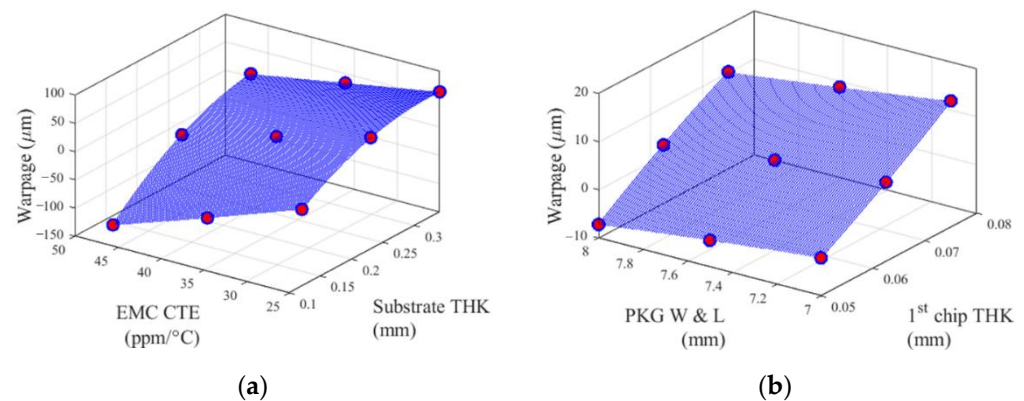 100
50
0
−50
−100
−150
Warpage (μm)
50
45
40
35
30
25
EMC CTE
(ppm/°C)
0.1
0.15
0.2
0.25
0.3
Substrate THK
(mm)
(a)
20
10
0
−10
Warpage (μm)
8
7.8
7.6
7.4
7.2
7
PKG W & L
(mm)
0.05
0.06
0.07
0.08
1st chip THK
(mm)
(b)